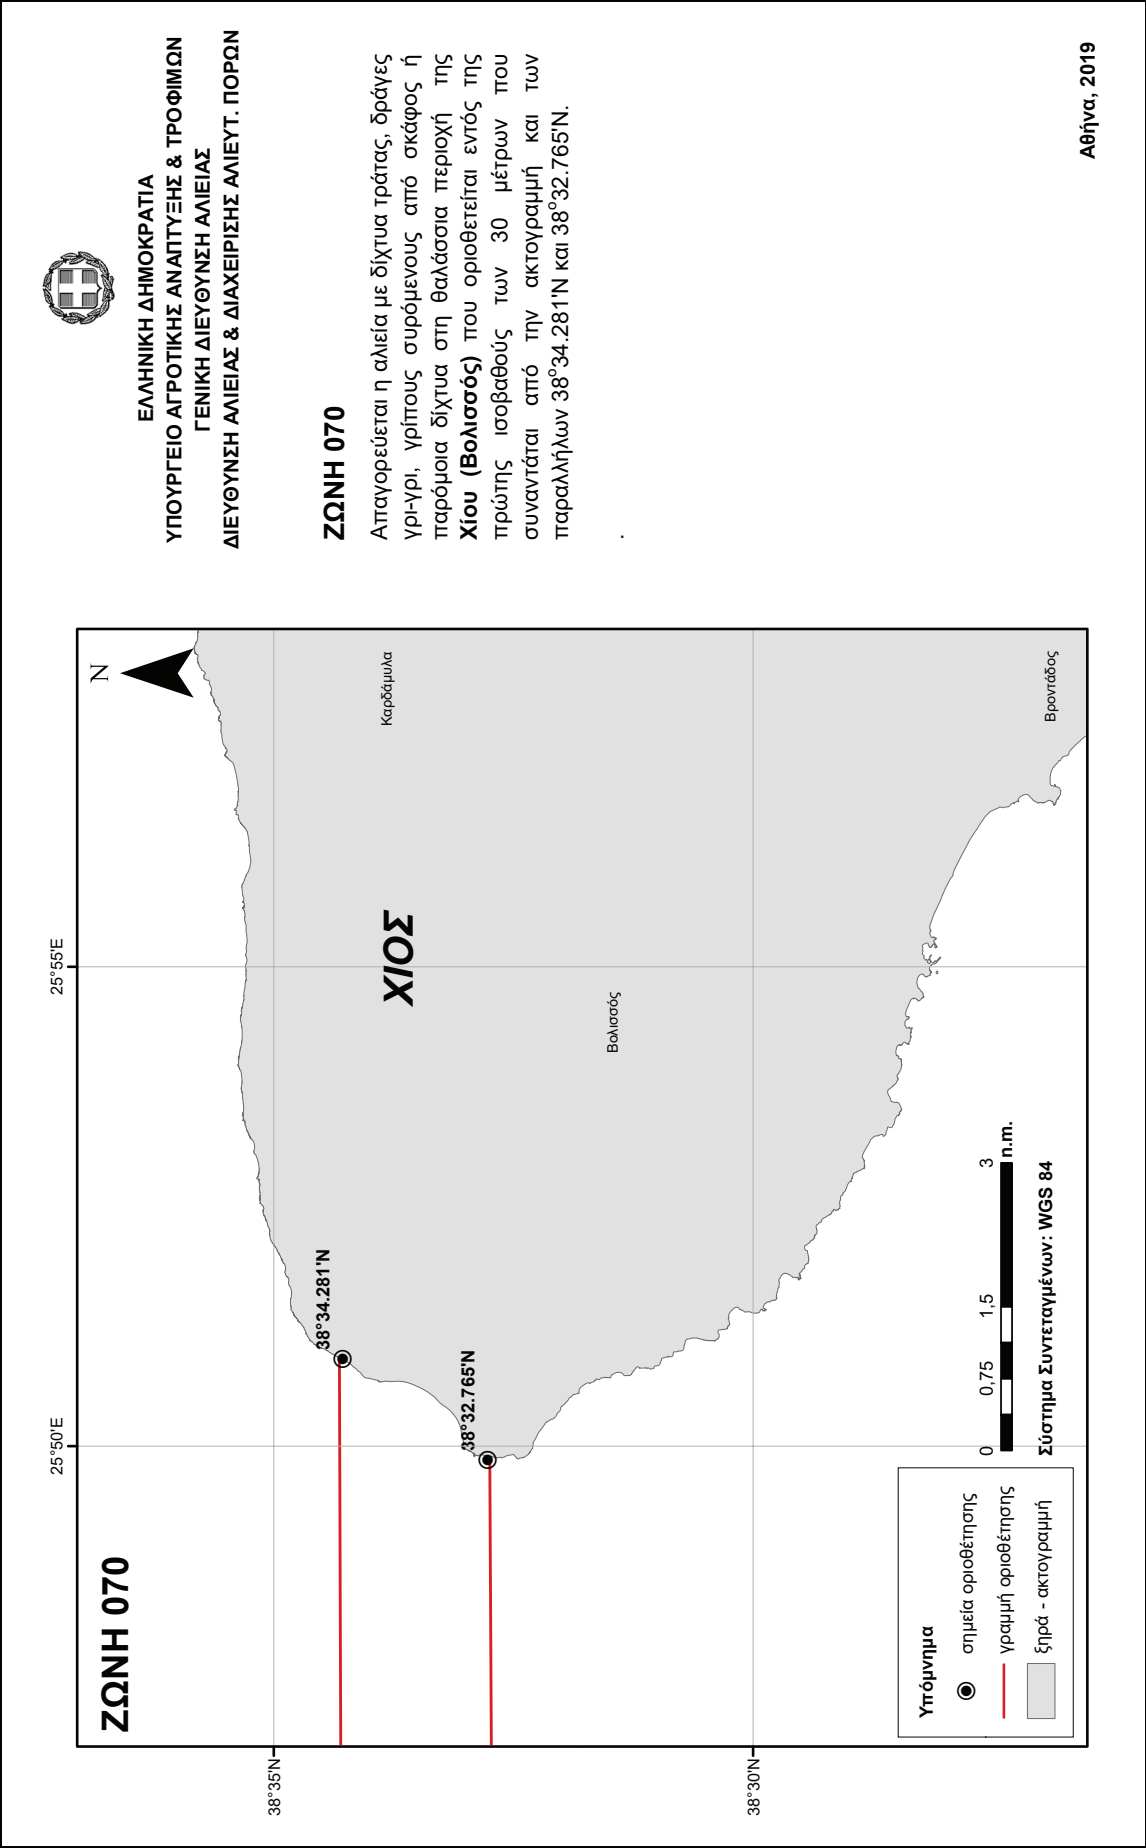 ΖΩΝΗ 070
25°50'E
25°55'E
38°35'N
38°30'N
N
Καρδάμυλα
ΧΙΟΣ
Βολισσός
Βροντάδος
38°34.281'N
38°32.765'N
Υπόμνημα
σημεία οριοθέτησης
γραμμή οριοθέτησης
ξηρά - ακτογραμμή
0 0,75 1,5 3
n.m.
Σύστημα Συντεταγμένων: WGS 84
ΕΛΛΗΝΙΚΗ ΔΗΜΟΚΡΑΤΙΑ
ΥΠΟΥΡΓΕΙΟ ΑΓΡΟΤΙΚΗΣ ΑΝΑΠΤΥΞΗΣ & ΤΡΟΦΙΜΩΝ
ΓΕΝΙΚΗ ΔΙΕΥΘΥΝΣΗ ΑΛΙΕΙΑΣ
ΔΙΕΥΘΥΝΣΗ ΑΛΙΕΙΑΣ & ΔΙΑΧΕΙΡΙΣΗΣ ΑΛΙΕΥΤ. ΠΟΡΩΝ
ΖΩΝΗ 070
Απαγορεύεται η αλιεία με δίχτυα τράτας, δράγες
γρι-γρι, γρίπους συρόμενους από σκάφος ή
παρόμοια δίχτυα στη θαλάσσια περιοχή της
Χίου (Βολισσός) που οριοθετείται εντός της
πρώτης ισοβαθούς των 30 μέτρων που
συναντάται από την ακτογραμμή και των
παραλλήλων 38°34.281'N και 38°32.765'N.
.
Αθήνα, 2019